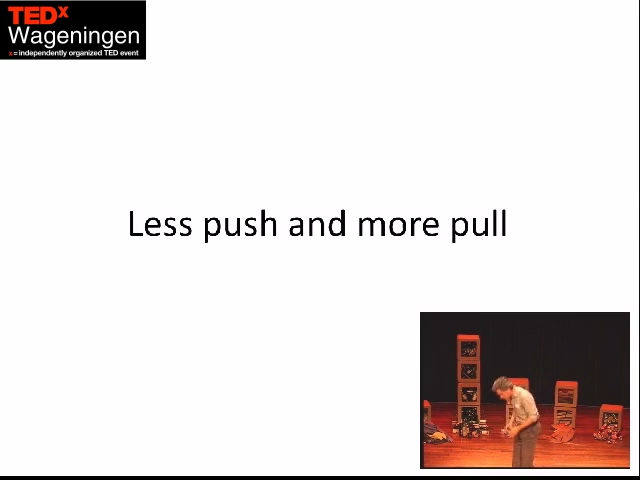 TEDx
Wageningen
x = independently organized TED event
Less push and more pull